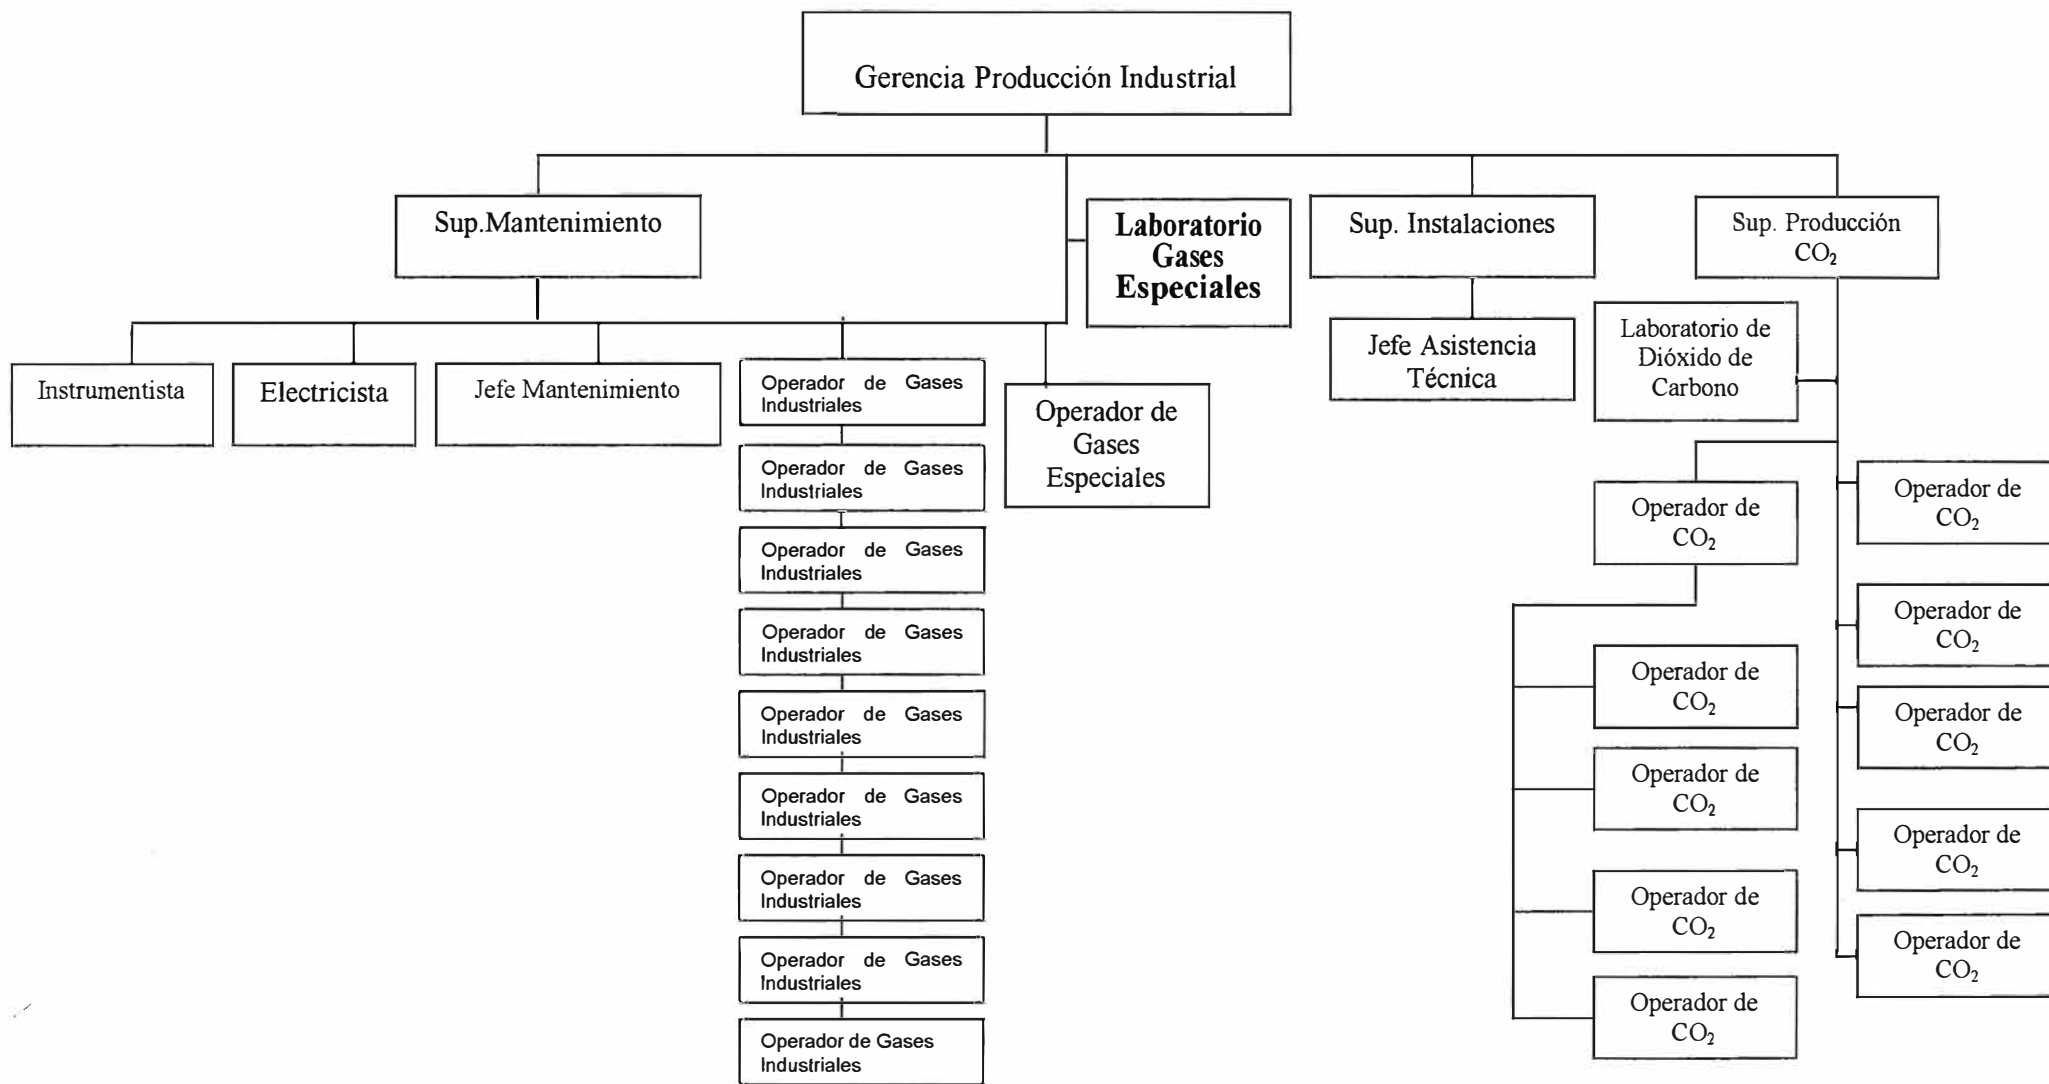 Gerencia Producción Industrial
Sup.Mantenimiento
Laboratorio
Gases
Especiales
Sup. Instalaciones
Sup. Producción
CO₂
Instrumentista
Electricista
Jefe Mantenimiento
Operador de Gases
Industriales
Operador de Gases
Industriales
Operador de Gases
Industriales
Operador de Gases
Industriales
Operador de Gases
Industriales
Operador de Gases
Industriales
Operador de Gases
Industriales
Operador de Gases
Industriales
Operador de Gases
Industriales
Operador de
Gases
Especiales
Jefe Asistencia
Técnica
Laboratorio de
Dióxido de
Carbono
Operador de
CO₂
Operador de
CO₂
Operador de
CO₂
Operador de
CO₂
Operador de
CO₂
Operador de
CO₂
Operador de
CO₂
Operador de
CO₂
Operador de
CO₂
Operador de
CO₂